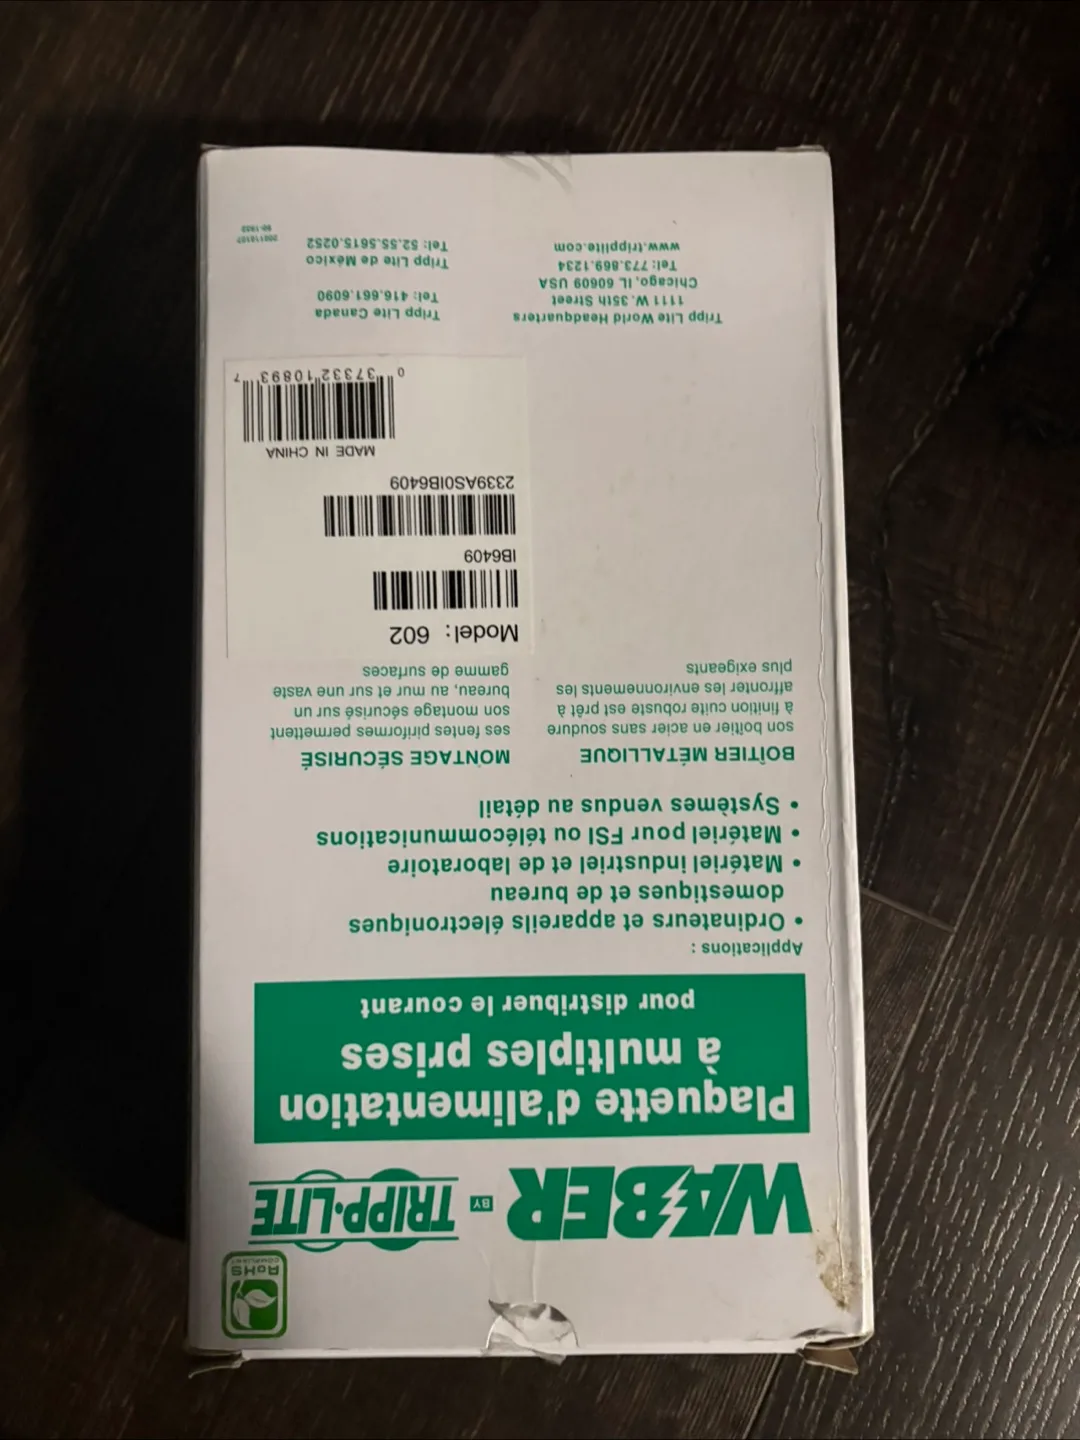 RoHS
COMPLIANT
WABER BY TRIPP·LITE
Plaquette d'alimentation
à multiples prises
pour distribuer le courant
Applications :
• Ordinateurs et appareils électroniques
domestiques et de bureau
• Matériel industriel et de laboratoire
• Matériel pour FSI ou télécommunications
• Systèmes vendus au détail
BOÎTIER MÉTALLIQUE
son boîtier en acier sans soudure
à finition cuite robuste est prêt à
affronter les environnements les
plus exigeants
MONTAGE SÉCURISÉ
ses fentes piriformes permettent
son montage sécurisé sur un
bureau, au mur et sur une vaste
gamme de surfaces
Model: 602
IB6409
2339AS0IB6409
MADE IN CHINA
0 37332 10893 7
Tripp Lite World Headquarters
1111 W. 35th Street
Chicago, IL 60609 USA
Tel: 773.869.1234
www.tripplite.com
Tripp Lite Canada
Tel: 416.661.6090
Tripp Lite de México
Tel: 52.55.5615.0252